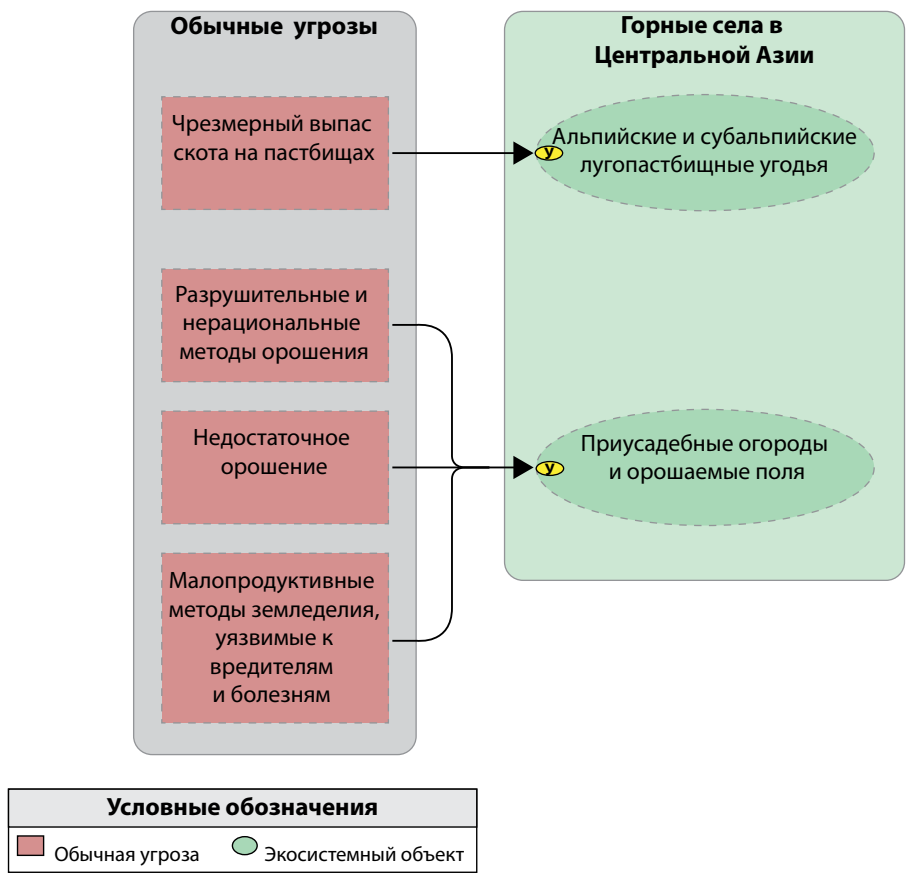 Обычные угрозы
Чрезмерный выпас
скота на пастбищах
Разрушительные и
нерациональные
методы орошения
Недостаточное
орошение
Малопродуктивные
методы земледелия,
уязвимые к
вредителям
и болезням
Горные села в
Центральной Азии
Альпийские и субальпийские
лугопастбищные угодья
У
Приусадебные огороды
и орошаемые поля
У
Условные обозначения
Обычная угроза
Экосистемный объект